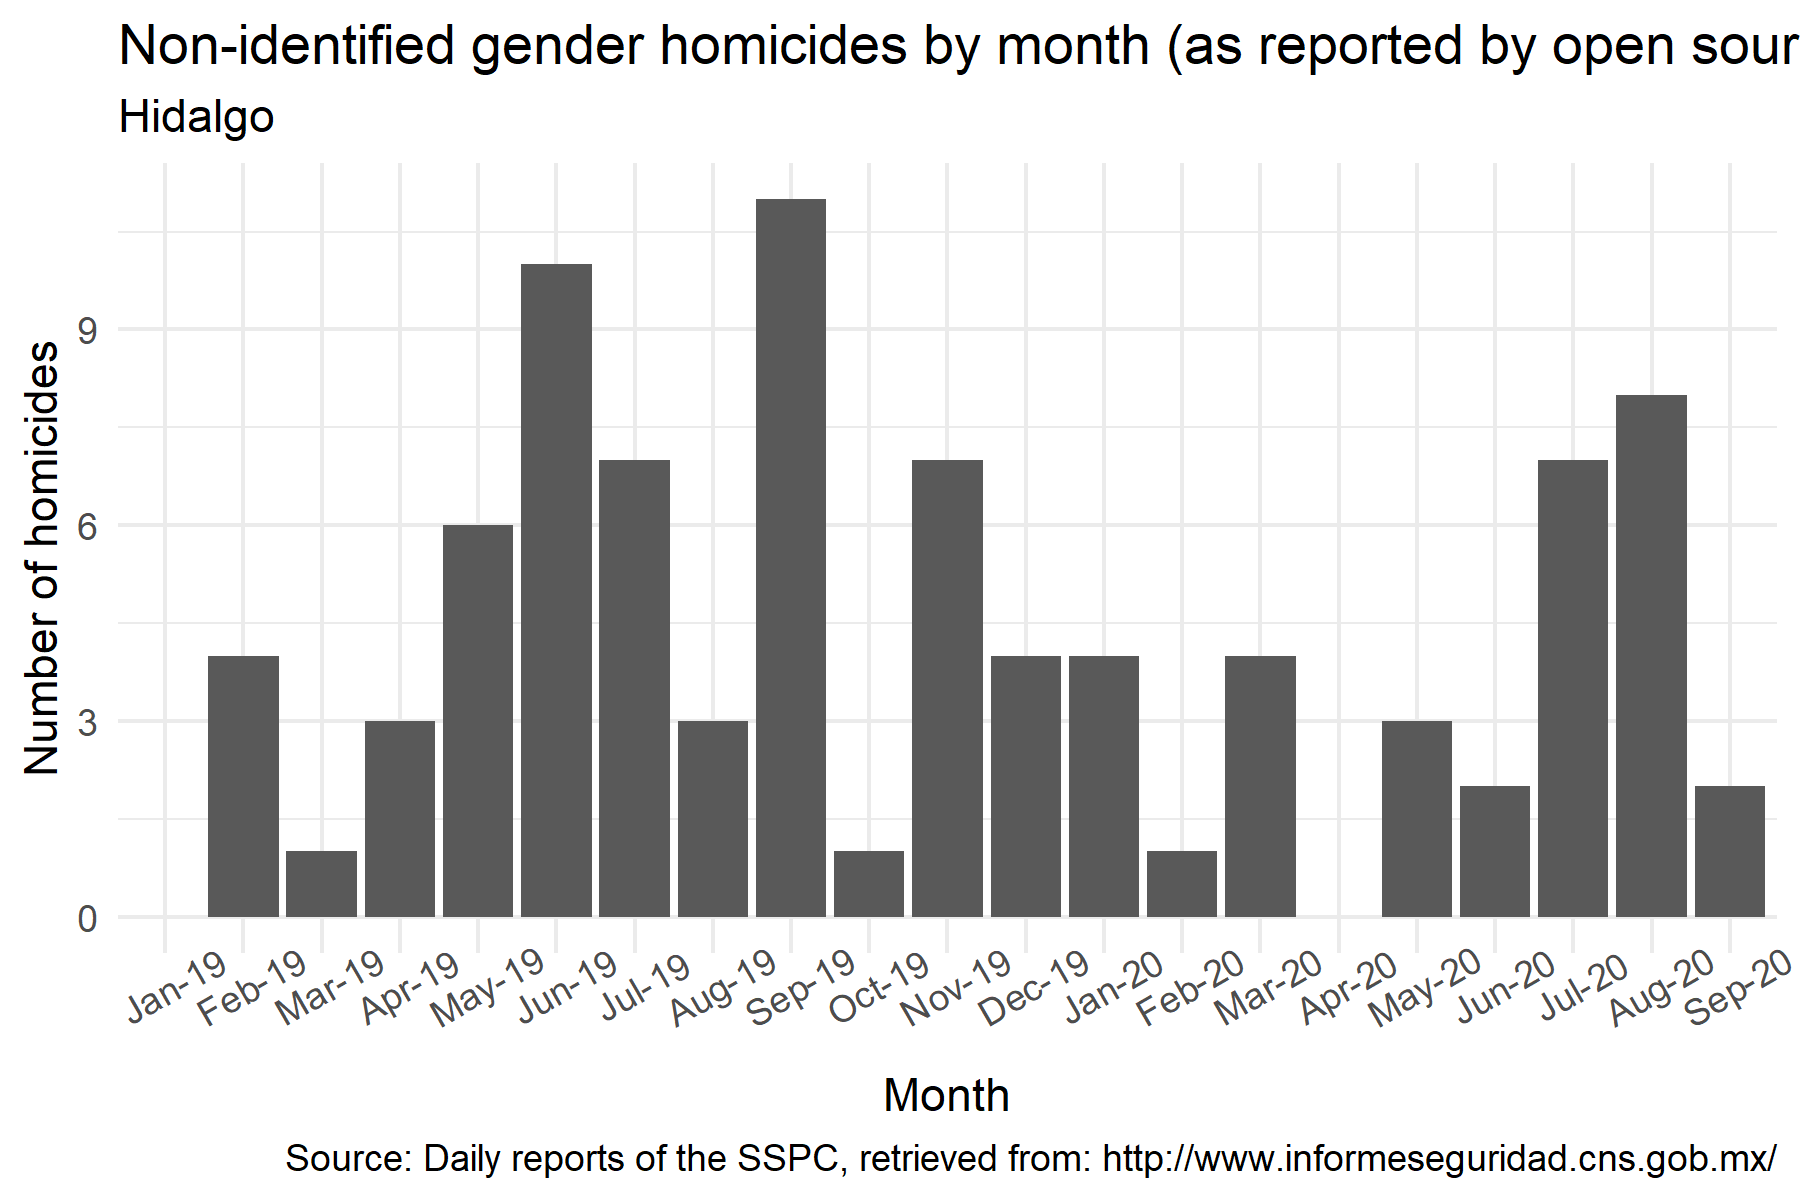 Non-identified gender homicides by month (as reported by open sour
Hidalgo
Number of homicides
9
6
3
0
Jan-19
Feb-19
Mar-19
Apr-19
May-19
Jun-19
Jul-19
Aug-19
Sep-19
Oct-19
Nov-19
Dec-19
Jan-20
Feb-20
Mar-20
Apr-20
May-20
Jun-20
Jul-20
Aug-20
Sep-20
Month
Source: Daily reports of the SSPC, retrieved from: http://www.informeseguridad.cns.gob.mx/